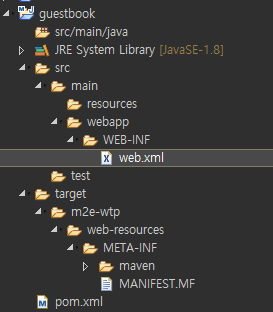 guestbook
src/main/java
JRE System Library [JavaSE-1.8]
src
main
resources
webapp
WEB-INF
web.xml
test
target
m2e-wtp
web-resources
META-INF
maven
MANIFEST.MF
pom.xml